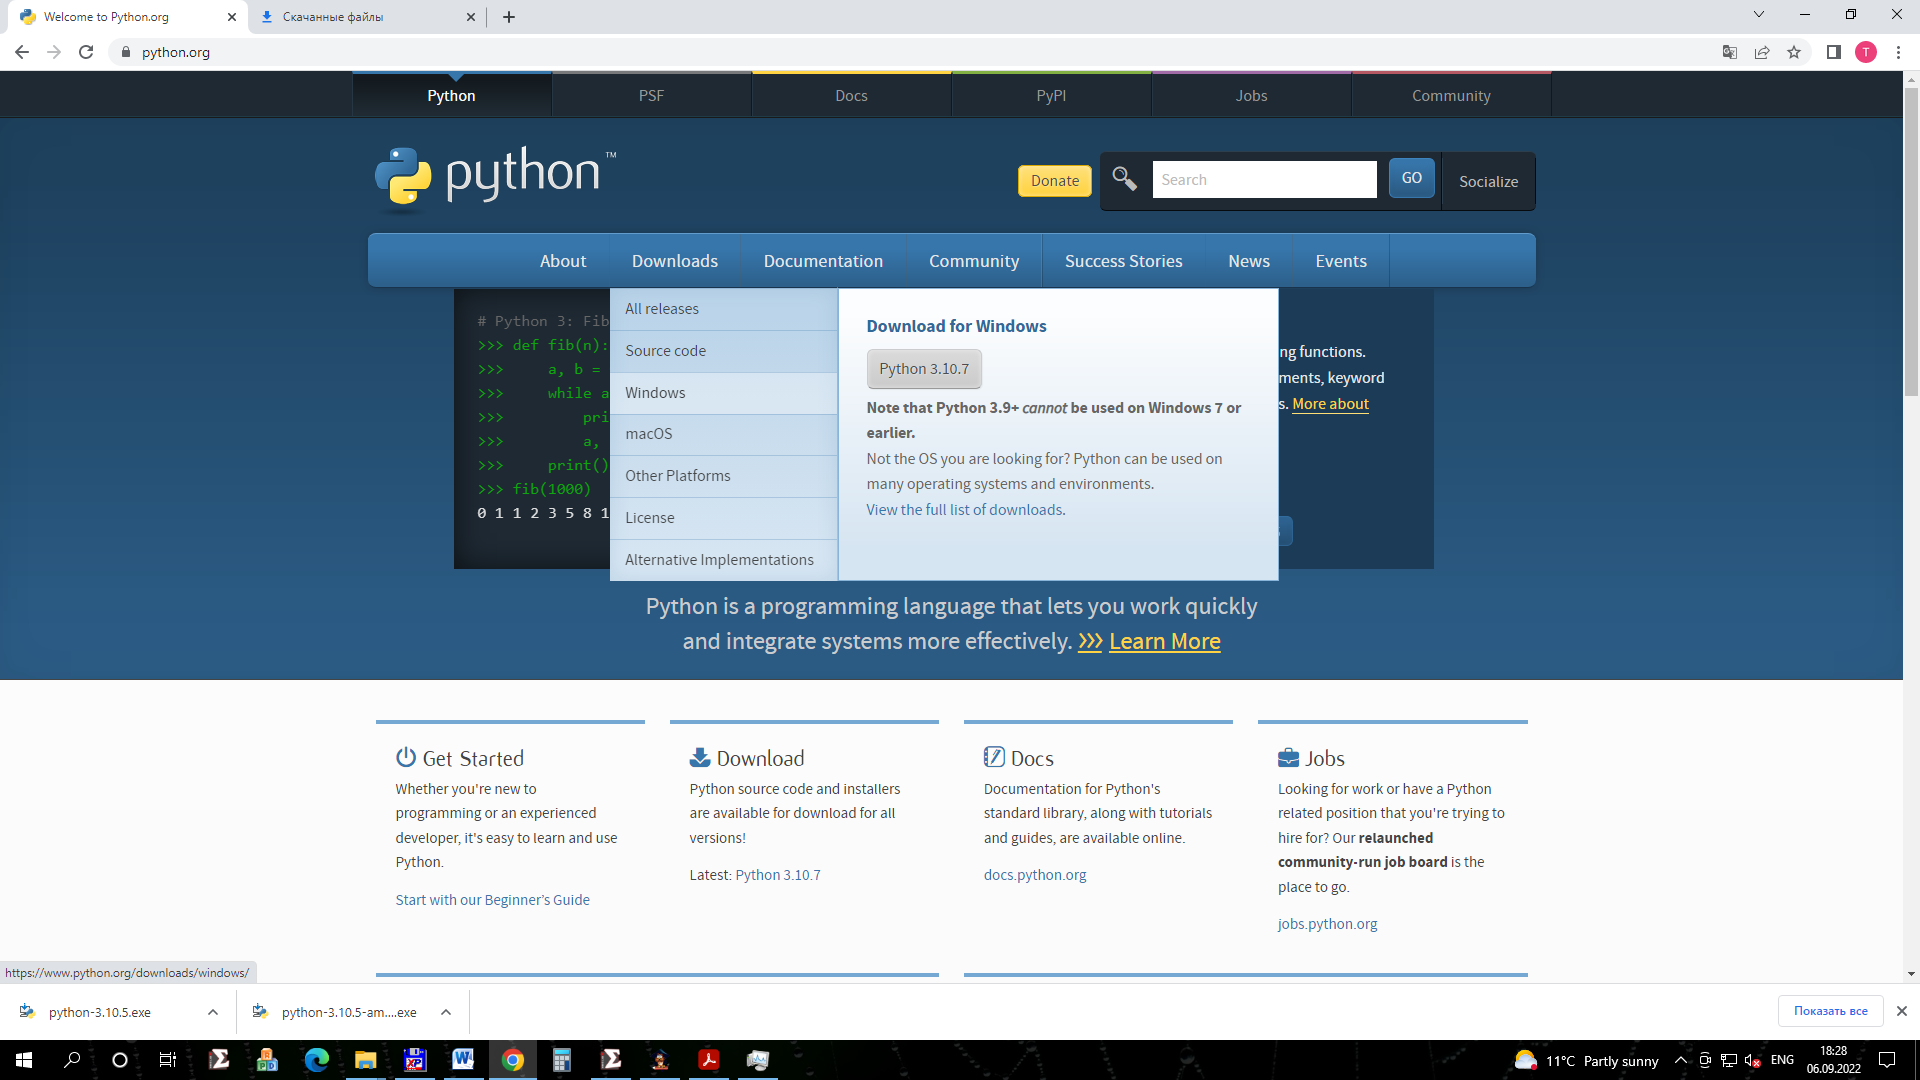 Welcome to Python.org
Скачанные файлы
python.org
T
Python
PSF
Docs
PyPI
Jobs
Community
python™
Donate
Search
GO
Socialize
About
Downloads
Documentation
Community
Success Stories
News
Events
# Python 3: Fib
>>> def fib(n):
>>> a, b =
>>> while a
>>> pri
>>> a,
>>> print()
>>> fib(1000)
0 1 1 2 3 5 8 1
All releases
Source code
Windows
macOS
Other Platforms
License
Alternative Implementations
Download for Windows
Python 3.10.7
Note that Python 3.9+ cannot be used on Windows 7 or
earlier.
Not the OS you are looking for? Python can be used on
many operating systems and environments.
View the full list of downloads.
ng functions.
ments, keyword
s. More about
Python is a programming language that lets you work quickly
and integrate systems more effectively. >>> Learn More
Get Started
Whether you're new to
programming or an experienced
developer, it's easy to learn and use
Python.
Start with our Beginner’s Guide
Download
Python source code and installers
are available for download for all
versions!
Latest: Python 3.10.7
Docs
Documentation for Python's
standard library, along with tutorials
and guides, are available online.
docs.python.org
Jobs
Looking for work or have a Python
related position that you're trying to
hire for? Our relaunched
community-run job board is the
place to go.
jobs.python.org
https://www.python.org/downloads/windows/
python-3.10.5.exe
python-3.10.5-am....exe
Показать все
11°C Partly sunny
ENG
18:28
06.09.2022